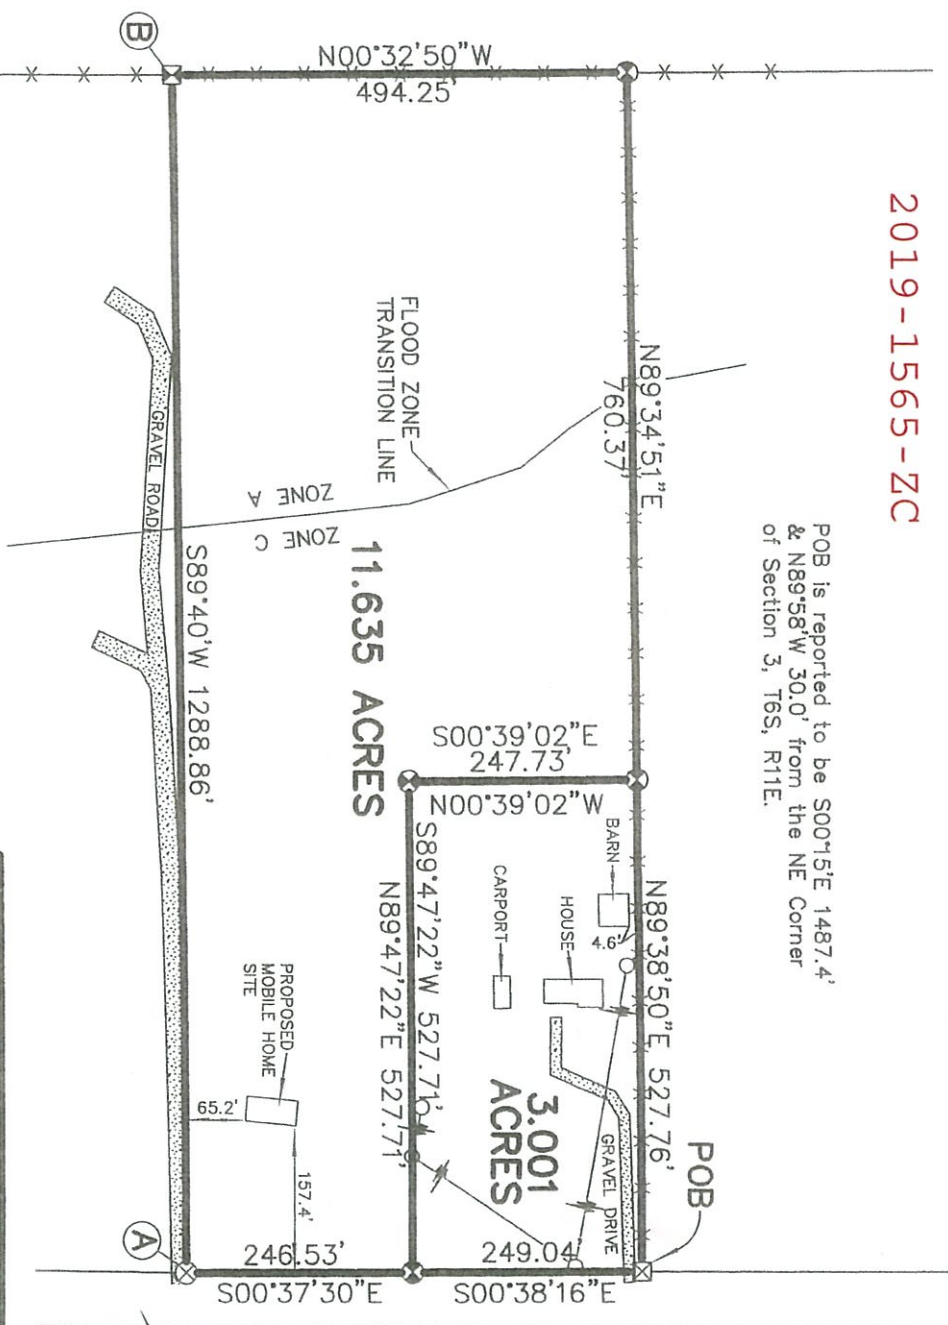 2019-1565-ZC
POB is reported to be S00°15'E 1487.4'
& N89°58'W 30.0' from the NE Corner
of Section 3, T6S, R11E.
B
N00°32'50"W
494.25'
N89°34'51"E
760.37'
FLOOD ZONE
TRANSITION LINE
ZONE A
ZONE C
GRAVEL ROAD
S89°40'W 1288.86'
11.635 ACRES
S00°39'02"E
247.73'
N00°39'02"W
BARN
4.6'
HOUSE
CARPORT
N89°38'50"E 527.76'
S89°47'22"W 527.71'
N89°47'22"E 527.71'
3.001
ACRES
GRAVEL DRIVE
POB
PROPOSED
MOBILE HOME
SITE
65.2'
157.4'
A
246.53'
S00°37'30"E
249.04'
S00°38'16"E